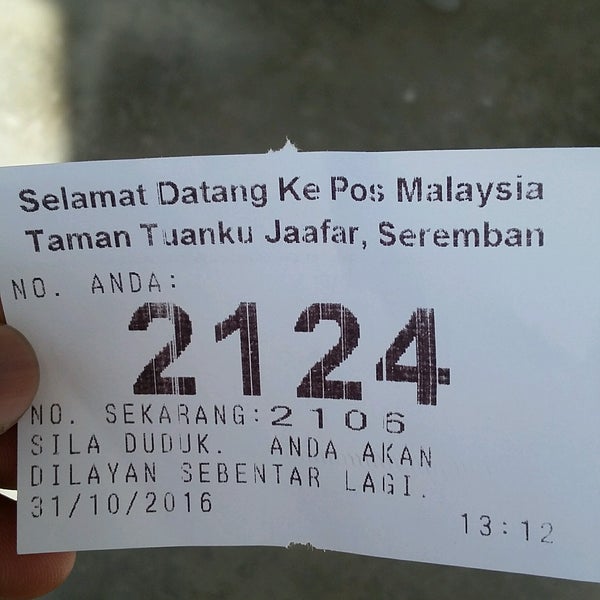 Selamat Datang Ke Pos Malaysia
Taman Tuanku Jaafar, Seremban
NO. ANDA:
2124
NO. SEKARANG:2106
SILA DUDUK. ANDA AKAN
DILAYAN SEBENTAR LAGI.
31/10/2016
13:12